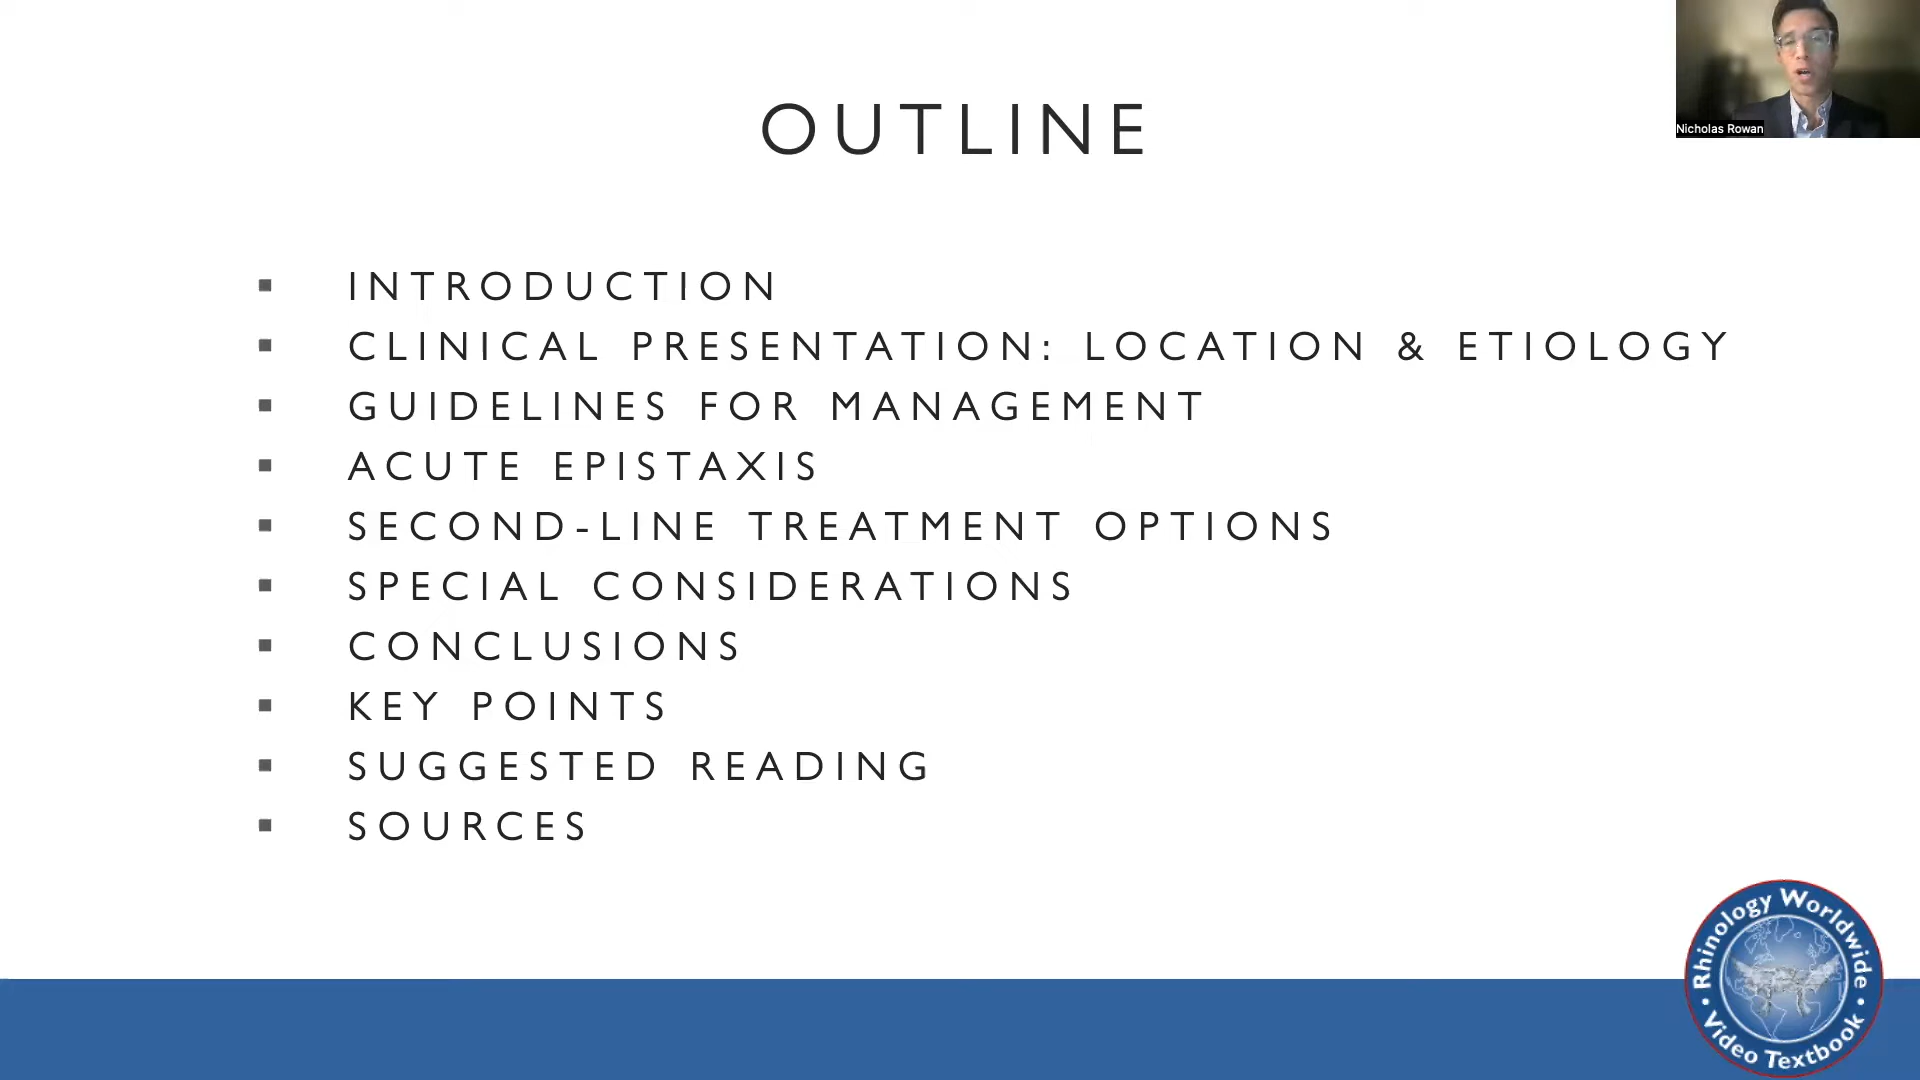 Nicholas Rowan
OUTLINE
▪ INTRODUCTION
▪ CLINICAL PRESENTATION: LOCATION & ETIOLOGY
▪ GUIDELINES FOR MANAGEMENT
▪ ACUTE EPISTAXIS
▪ SECOND-LINE TREATMENT OPTIONS
▪ SPECIAL CONSIDERATIONS
▪ CONCLUSIONS
▪ KEY POINTS
▪ SUGGESTED READING
▪ SOURCES
Rhinology Worldwide
• Video Textbook •